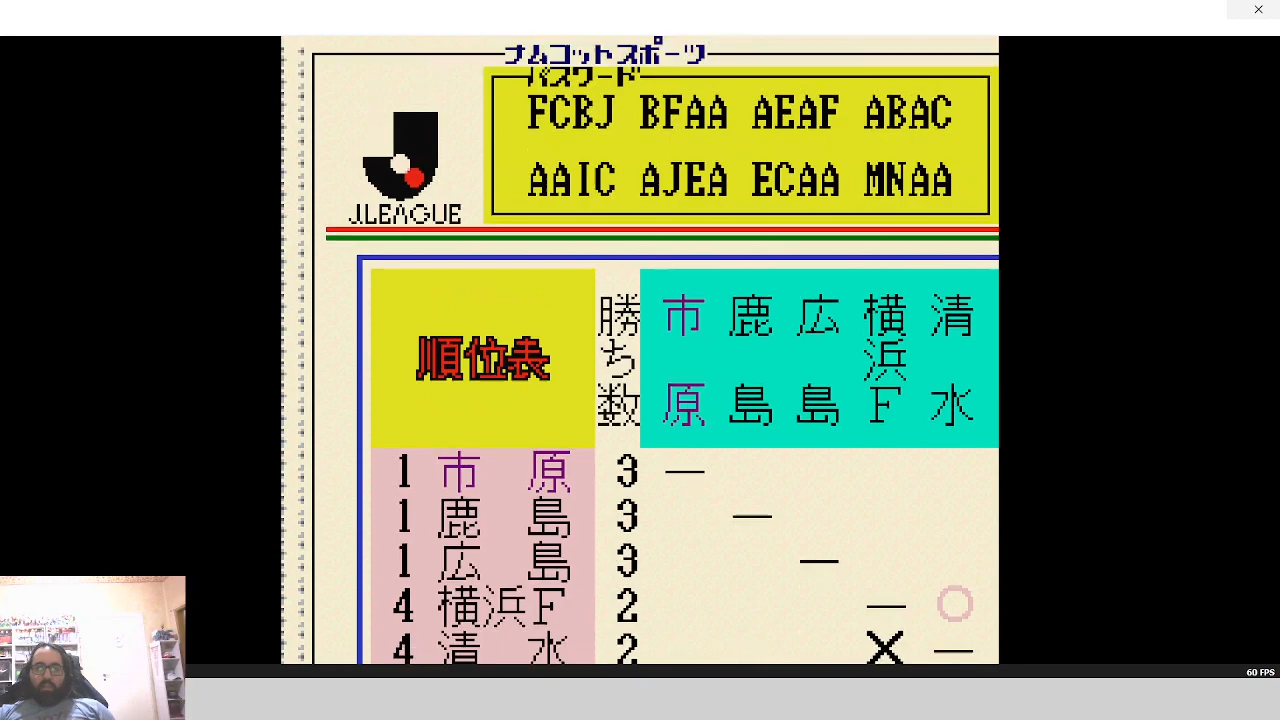 ナムコットスポーツ
パスワード
FCBJ BFAA AEAF ABAC
AAIC AJEA ECAA MNAA
J.LEAGUE
順位表 勝ち数 市原 鹿島 広島 横浜F 清水
1 市原 3 —
1 鹿島 3 —
1 広島 3 —
4 横浜F 2 — ○
4 清水 2 × —
60 FPS